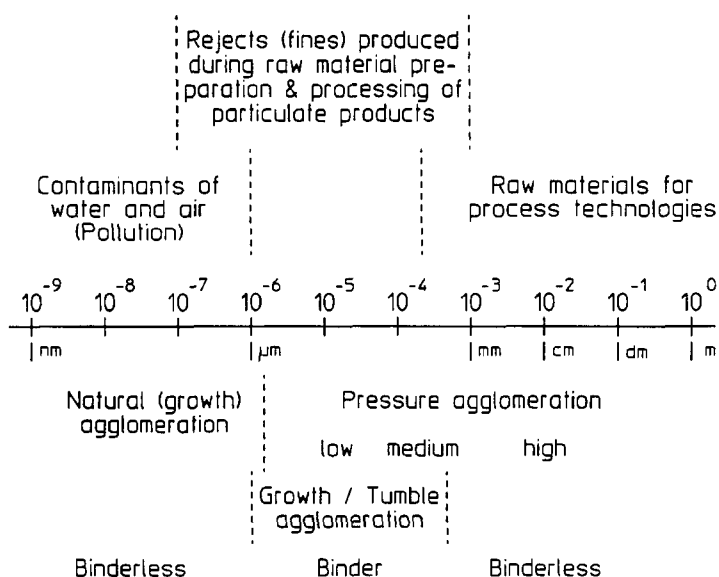 Rejects (fines) produced
during raw material pre-
paration & processing of
particulate products
Contaminants of
water and air
(Pollution)
Raw materials for
process technologies
10⁻⁹ 10⁻⁸ 10⁻⁷ 10⁻⁶ 10⁻⁵ 10⁻⁴ 10⁻³ 10⁻² 10⁻¹ 10⁰
nm µm mm cm dm m
Natural (growth)
agglomeration
Pressure agglomeration
low medium high
Growth / Tumble
agglomeration
Binderless Binder Binderless